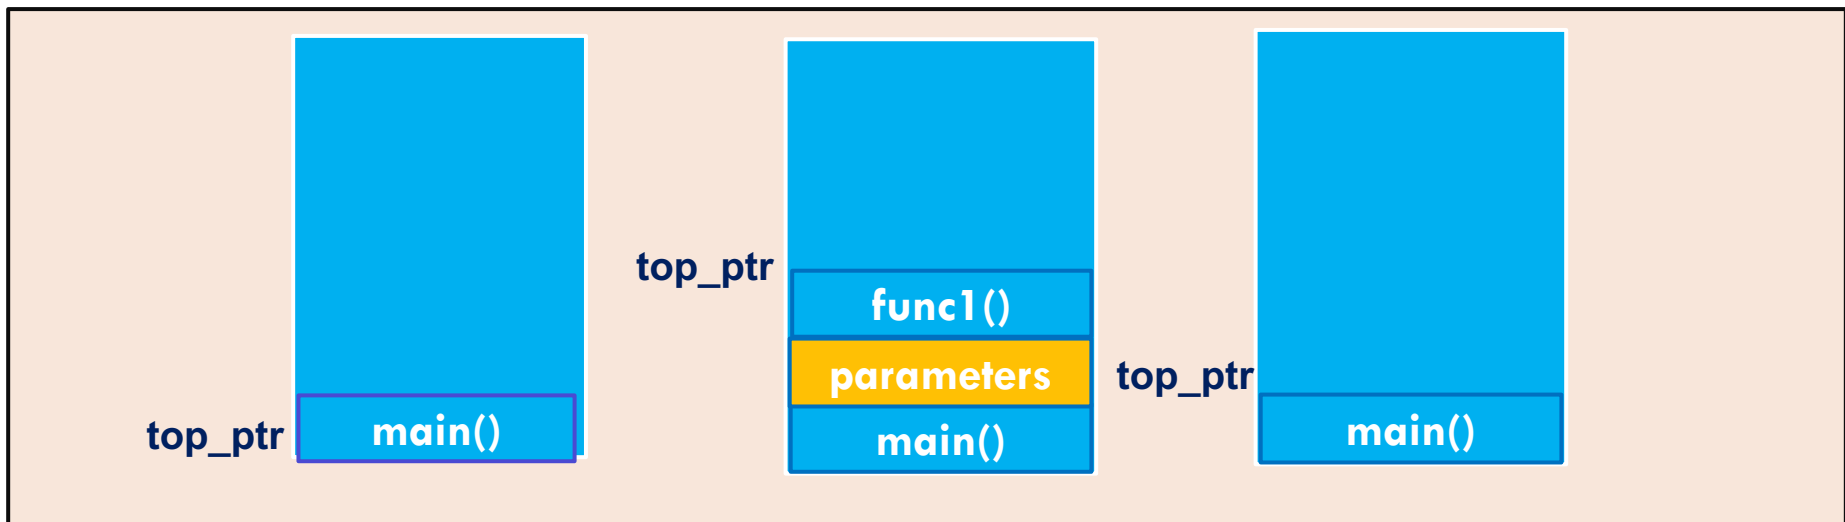 top_ptr
main()
top_ptr
func1()
parameters
main()
top_ptr
main()